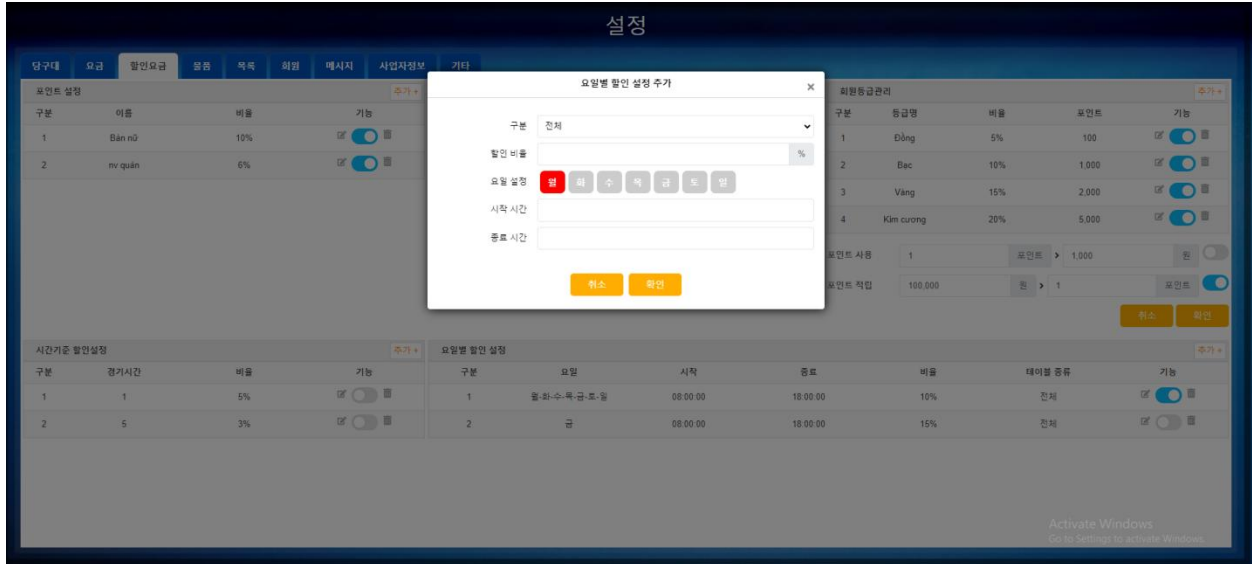 설정
당구대 요금 할인요금 물품 목록 회원 메시지 사업자정보 기타
포인트 설정 추가 +
구분 이름 비율 기능
1 Bàn nữ 10%
2 nv quán 6%
요일별 할인 설정 추가 ×
구분 전체
할인 비율 %
요일 설정 월 화 수 목 금 토 일
시작 시간
종료 시간
취소 확인
회원등급관리 추가 +
구분 등급명 비율 포인트 기능
1 Đồng 5% 100
2 Bạc 10% 1,000
3 Vàng 15% 2,000
4 Kim cương 20% 5,000
포인트 사용 1 포인트 > 1,000 원
포인트 적립 100,000 원 > 1 포인트
취소 확인
시간기준 할인설정 추가 +
구분 경기시간 비율 기능
1 1 5%
2 5 3%
요일별 할인 설정 추가 +
구분 요일 시작 종료 비율 테이블 종류 기능
1 월-화-수-목-금-토-일 08:00:00 18:00:00 10% 전체
2 금 08:00:00 18:00:00 15% 전체
Activate Windows
Go to Settings to activate Windows.